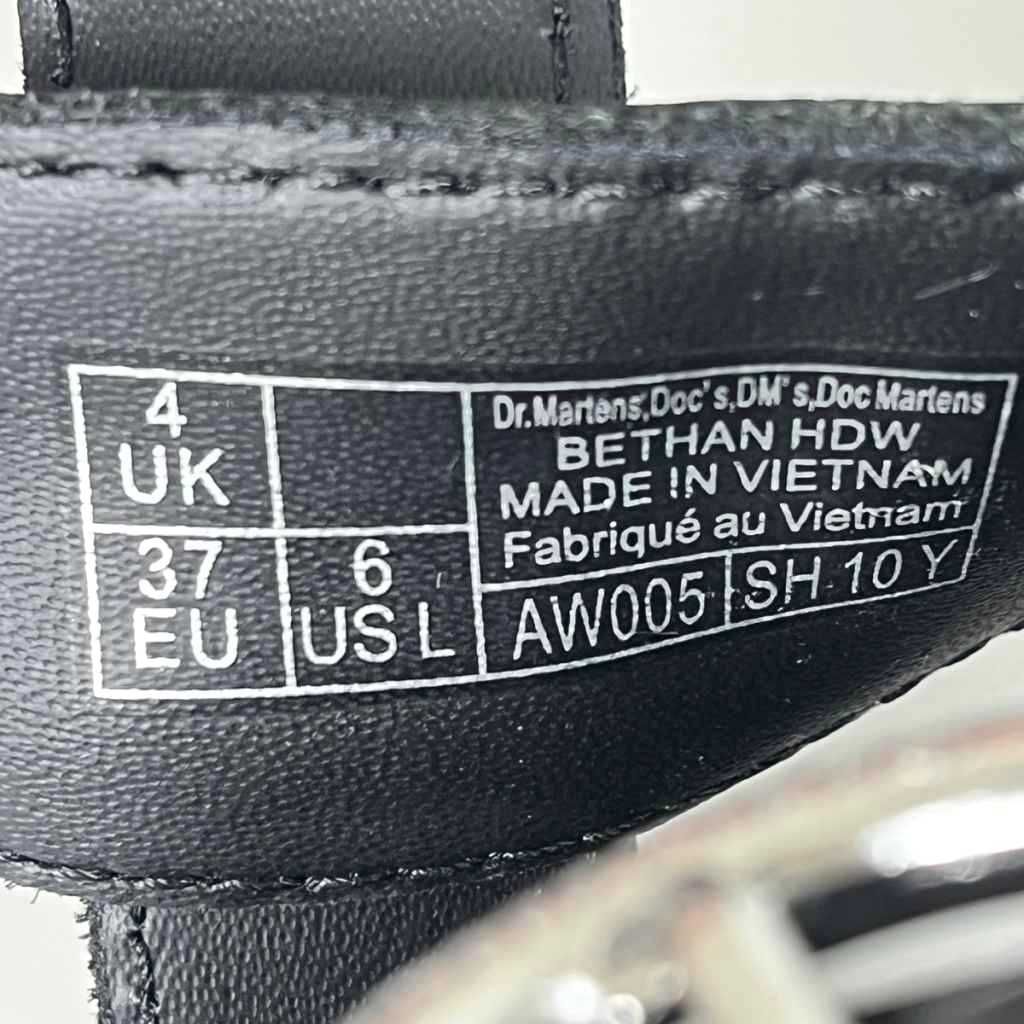 4
UK
37
EU
6
US L
Dr.Martens,Doc's,DM's,Doc Martens
BETHAN HDW
MADE IN VIETNAM
Fabriqué au Vietnam
AW005
SH 10 Y